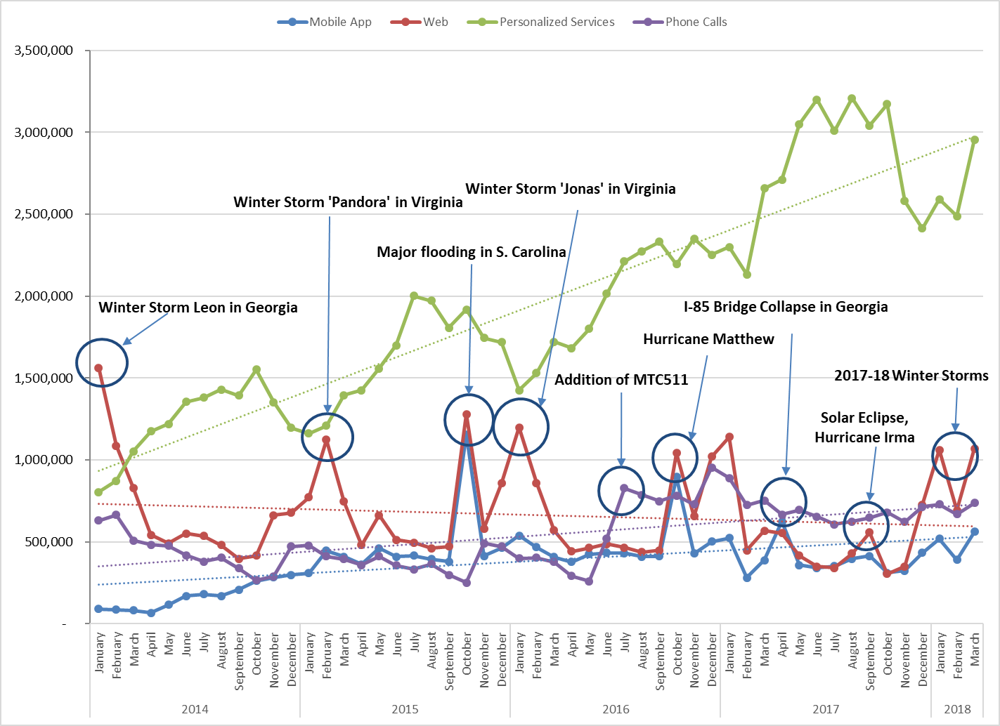 Mobile App Web Personalized Services Phone Calls
3,500,000
3,000,000
2,500,000
2,000,000
1,500,000
1,000,000
500,000
-
Winter Storm 'Jonas' in Virginia
Winter Storm 'Pandora' in Virginia
Major flooding in S. Carolina
Winter Storm Leon in Georgia
I-85 Bridge Collapse in Georgia
Hurricane Matthew
Addition of MTC511
2017-18 Winter Storms
Solar Eclipse,
Hurricane Irma
January February March April May June July August September October November December January February March April May June July August September October November December January February March April May June July August September October November December January February March April May June July August September October November December January February March
2014 2015 2016 2017 2018